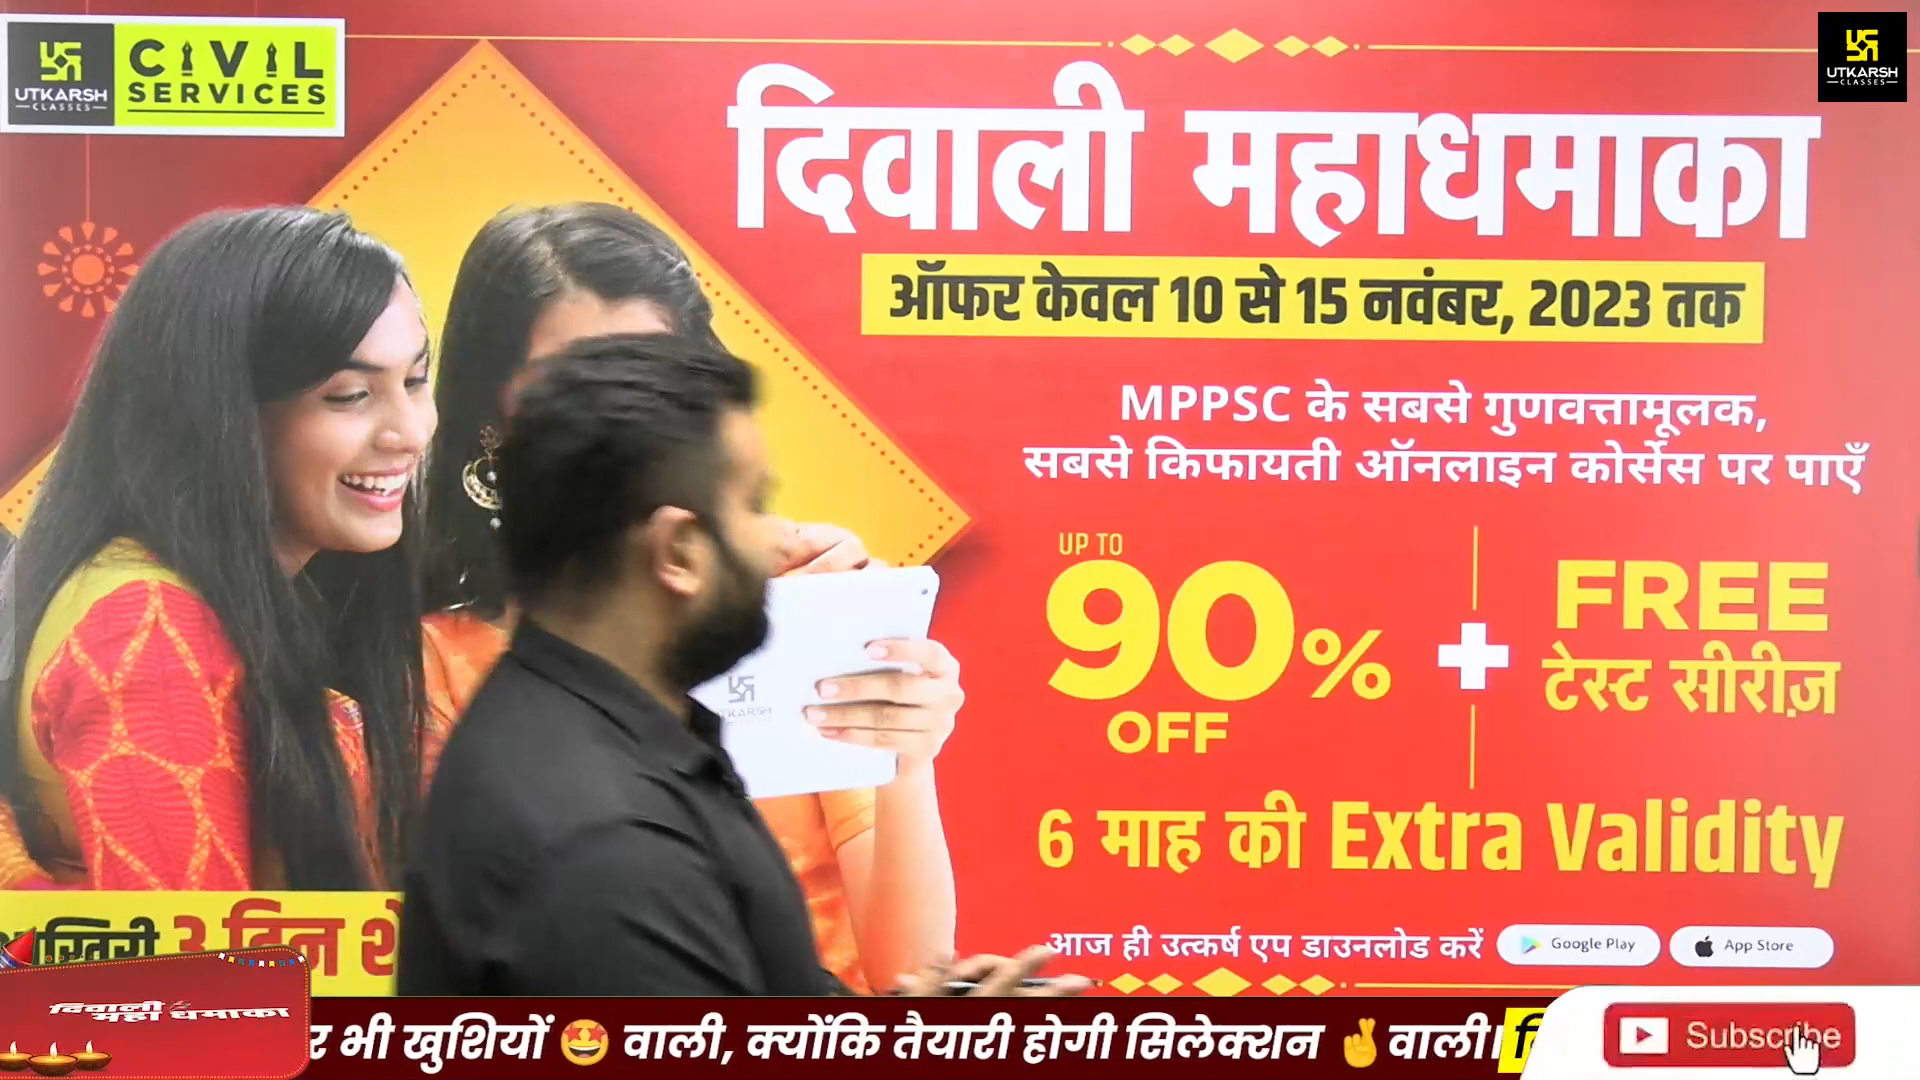 UTKARSH
CLASSES
CIVIL
SERVICES
UTKARSH
CLASSES
दिवाली महाधमाका
ऑफर केवल 10 से 15 नवंबर, 2023 तक
MPPSC के सबसे गुणवत्तामूलक,
सबसे किफायती ऑनलाइन कोर्सेस पर पाएँ
UP TO
90%
OFF
FREE
टेस्ट सीरीज़
6 माह की Extra Validity
आज ही उत्कर्ष एप डाउनलोड करें
Google Play
App Store
3 दिन
दिवाली
महा धमाका
भी खुशियों 🤩 वाली, क्योंकि तैयारी होगी सिलेक्शन 🤞 वाली।
Subscribe